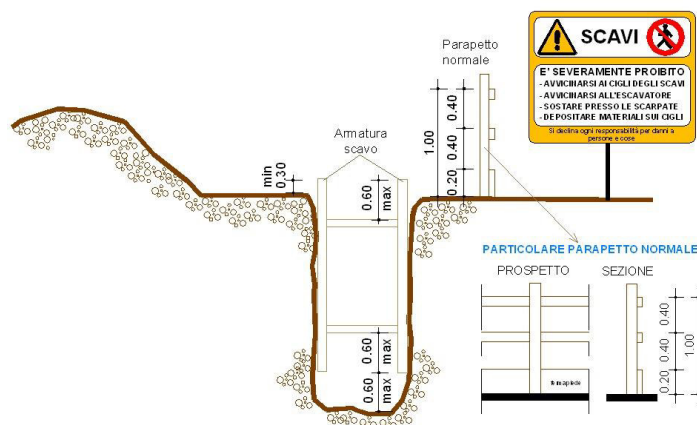 SCAVI
E' SEVERAMENTE PROIBITO
- AVVICINARSI AI CIGLI DEGLI SCAVI
- AVVICINARSI ALL'ESCAVATORE
- SOSTARE PRESSO LE SCARPATE
- DEPOSITARE MATERIALI SUI CIGLI
Si declina ogni responsabilità per danni a
persone e cose
Parapetto
normale
1.00
0.40
0.40
0.20
Armatura
scavo
min
0.30
0.60
max
0.60
max
0.60
max
PARTICOLARE PARAPETTO NORMALE
PROSPETTO
SEZIONE
fermapiede
0.40
0.40
0.20
1.00